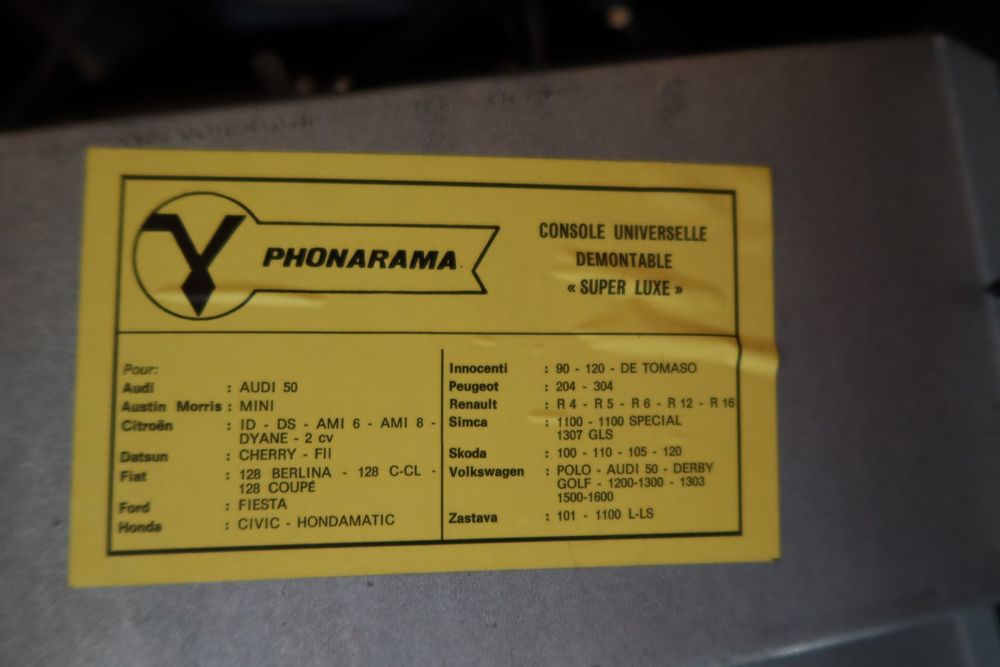 PHONARAMA
CONSOLE UNIVERSELLE
DEMONTABLE
« SUPER LUXE »
Pour:
Audi : AUDI 50
Austin Morris : MINI
Citroën : ID - DS - AMI 6 - AMI 8 -
DYANE - 2 cv
Datsun : CHERRY - FII
Fiat : 128 BERLINA - 128 C-CL -
128 COUPÉ
Ford : FIESTA
Honda : CIVIC - HONDAMATIC
Innocenti : 90 - 120 - DE TOMASO
Peugeot : 204 - 304
Renault : R 4 - R 5 - R 6 - R 12 - R 16
Simca : 1100 - 1100 SPECIAL
1307 GLS
Skoda : 100 - 110 - 105 - 120
Volkswagen : POLO - AUDI 50 - DERBY
GOLF - 1200-1300 - 1303
1500-1600
Zastava : 101 - 1100 L-LS